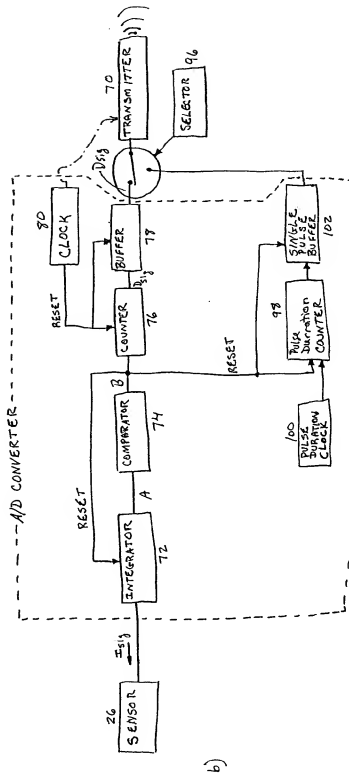 A/D CONVERTER
80
CLOCK
RESET
70
TRANSMITTER
Dsig
96
SELECTOR
78
BUFFER
Dsig
76
COUNTER
B
74
COMPARATOR
A
RESET
72
INTEGRATOR
Isig
26
SENSOR
RESET
102
SINGLE
PULSE
BUFFER
98
Pulse
Durration
COUNTER
100
PULSE
DURATION
CLOCK
b)